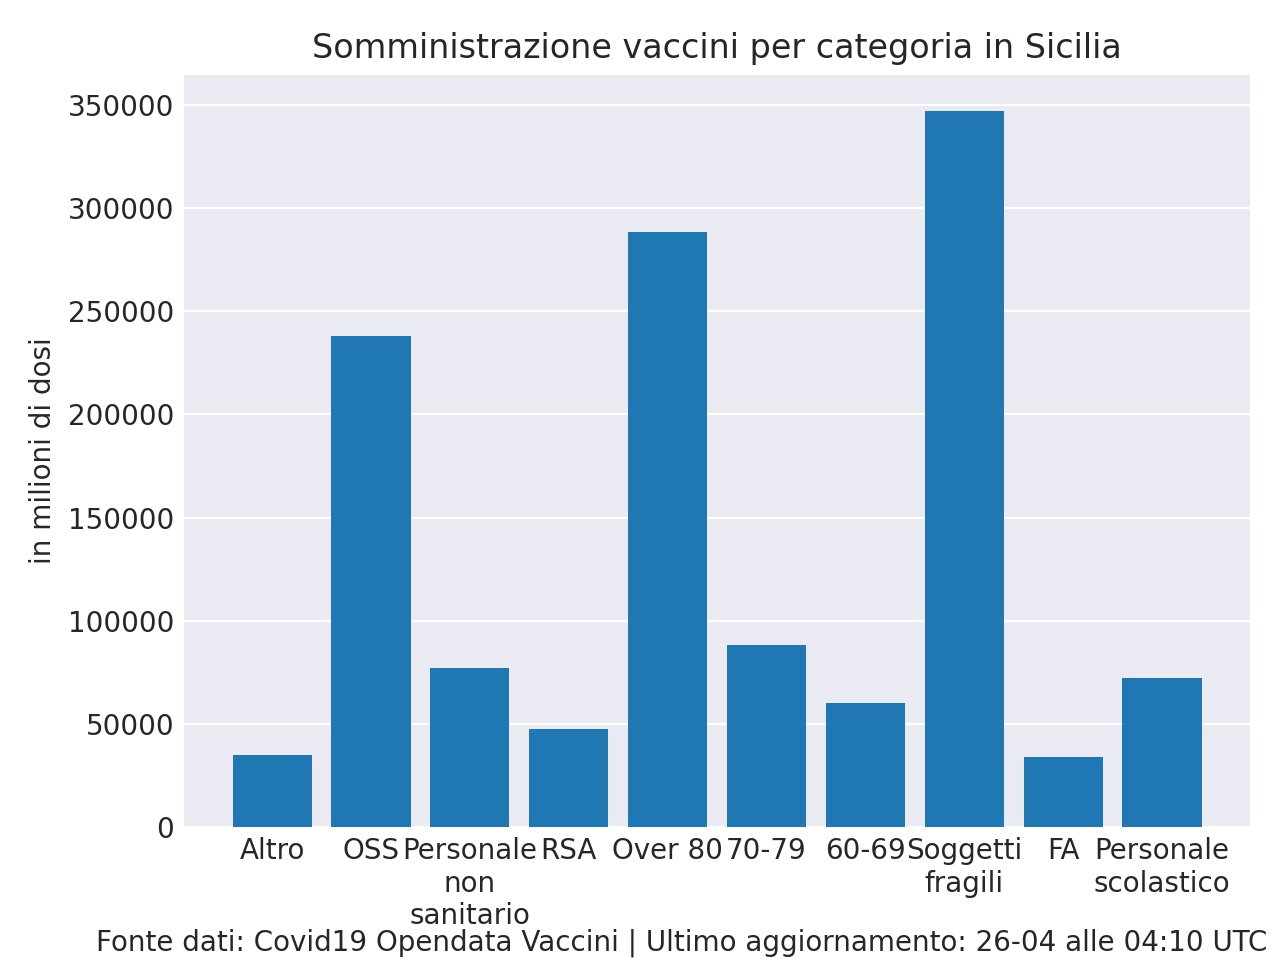 Somministrazione vaccini per categoria in Sicilia
350000
300000
250000
200000
150000
100000
50000
0
in milioni di dosi
Altro
OSS
Personale
non
sanitario
RSA
Over 80
70-79
60-69
Soggetti
fragili
FA
Personale
scolastico
Fonte dati: Covid19 Opendata Vaccini | Ultimo aggiornamento: 26-04 alle 04:10 UTC